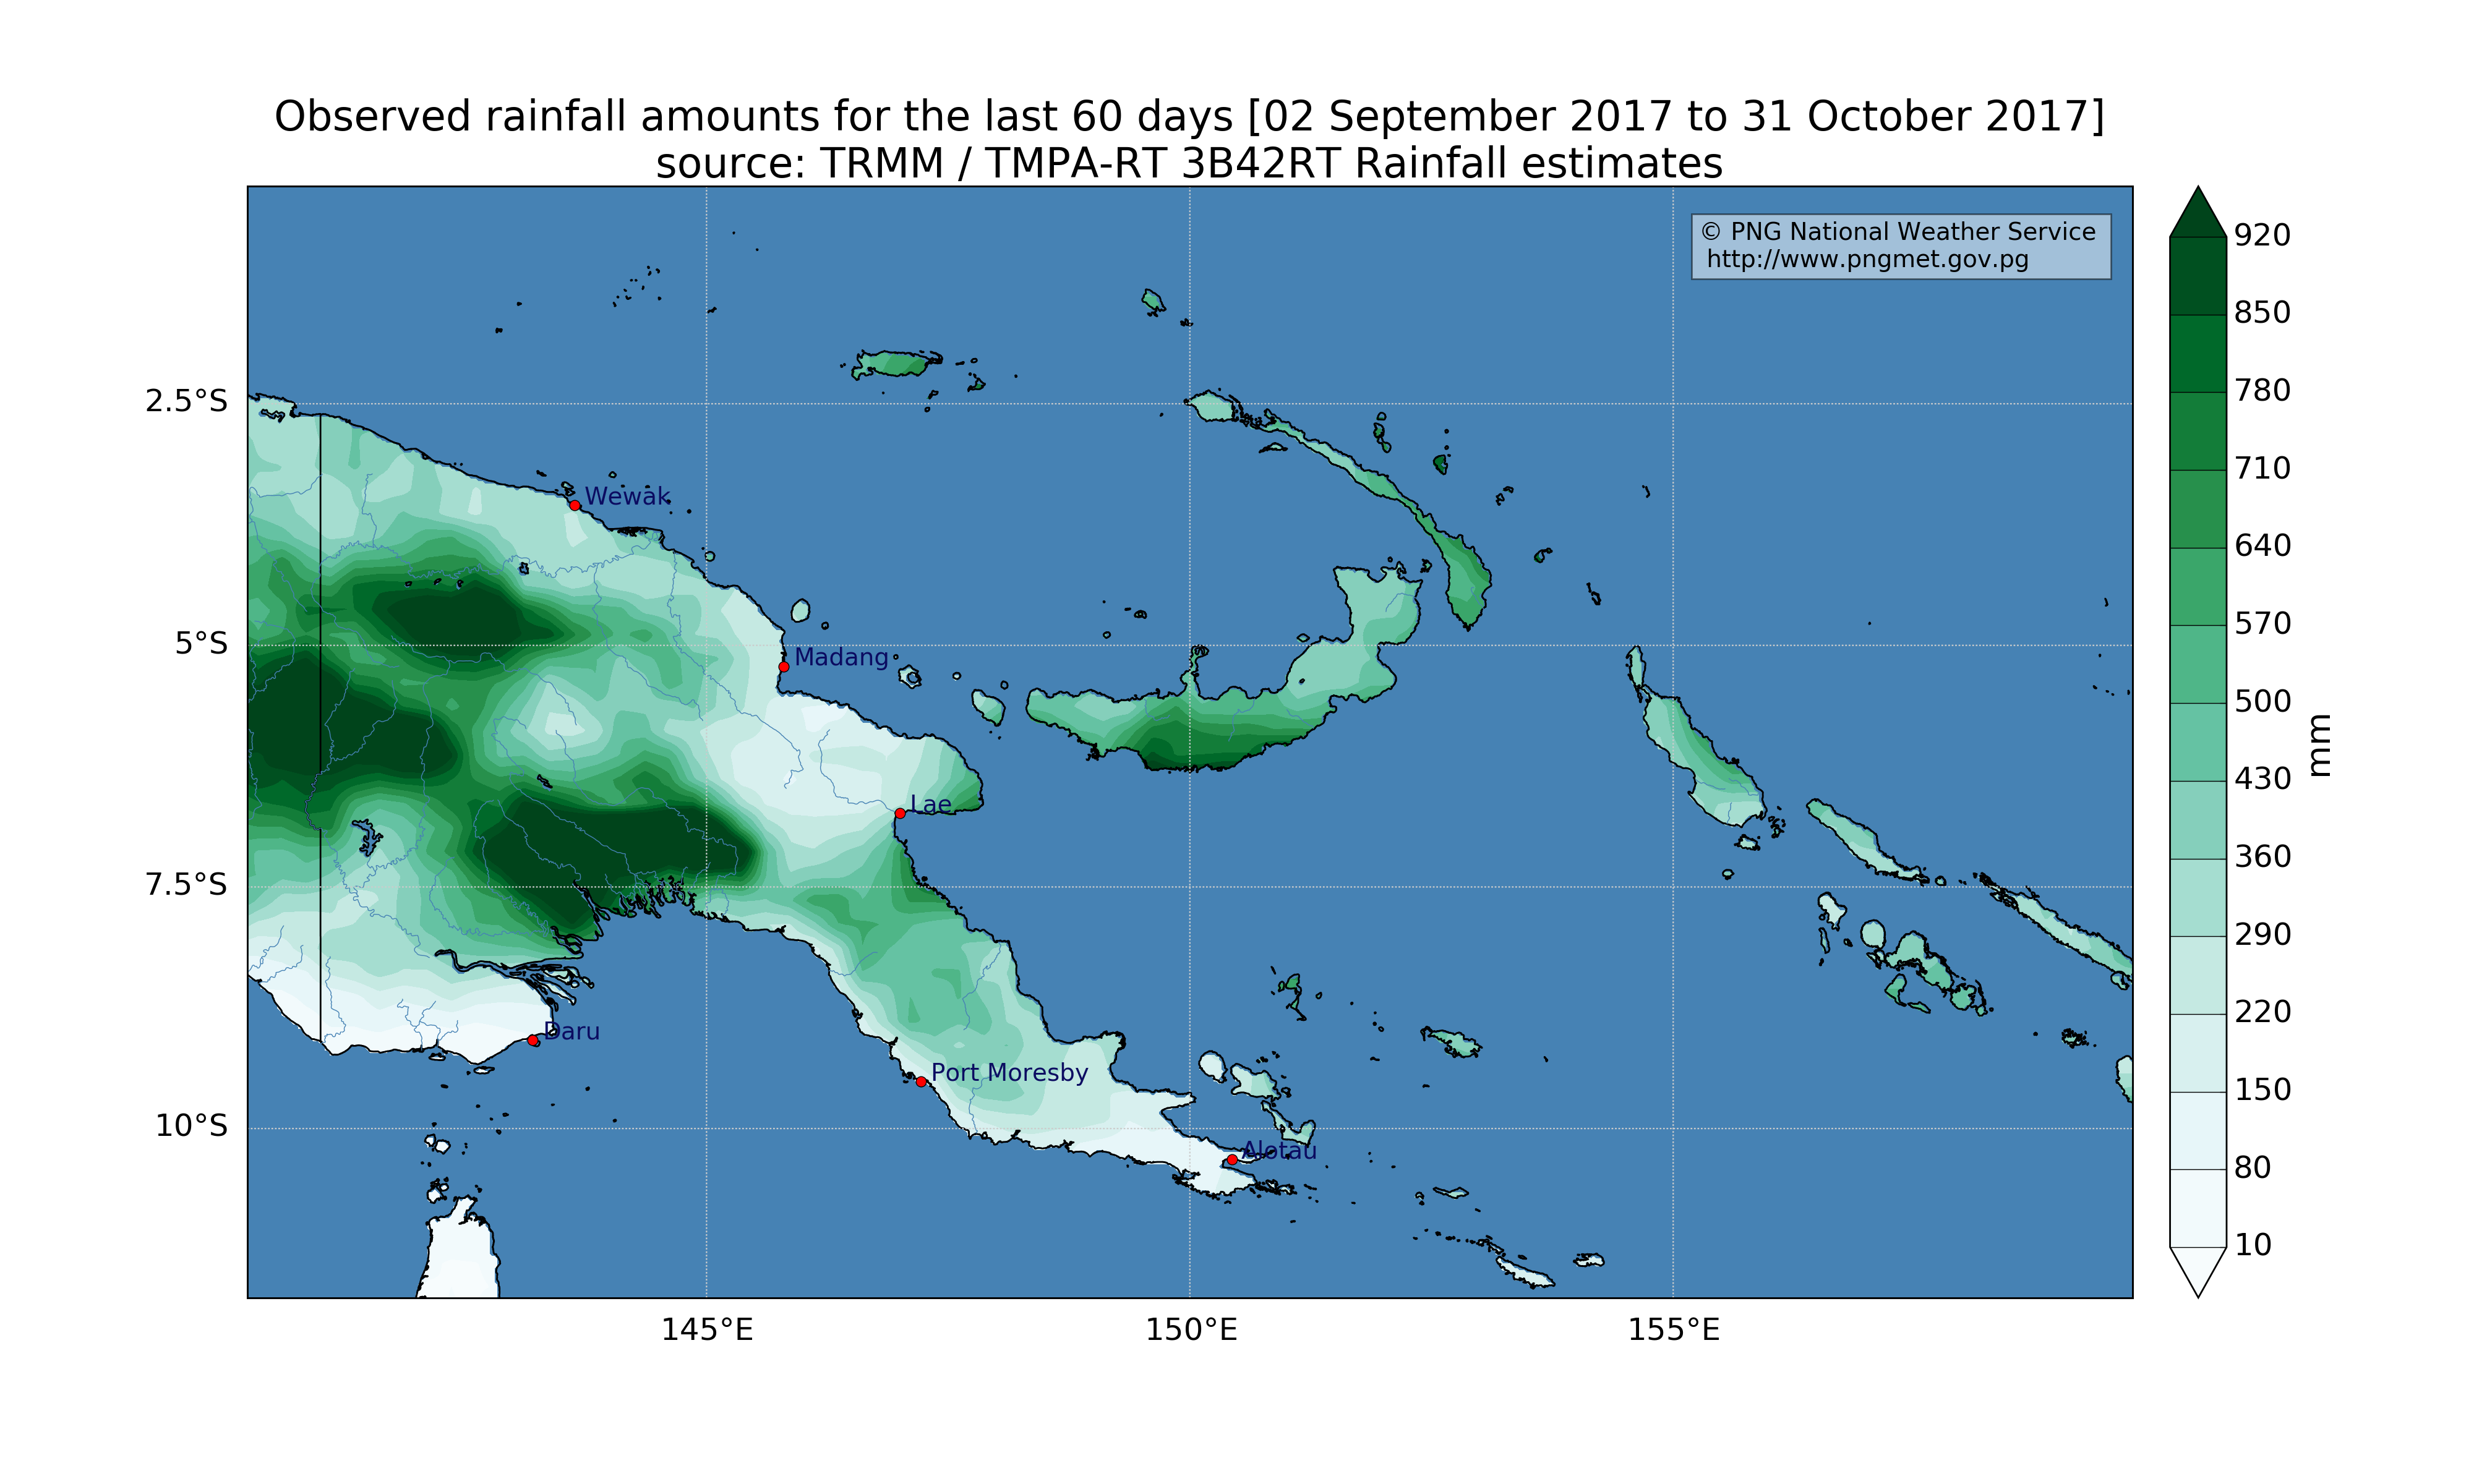 Observed rainfall amounts for the last 60 days [02 September 2017 to 31 October 2017]
source: TRMM / TMPA-RT 3B42RT Rainfall estimates
© PNG National Weather Service
http://www.pngmet.gov.pg
920
850
780
710
640
570
500
430
360
290
220
150
80
10
mm
2.5°S
5°S
7.5°S
10°S
Wewak
Madang
Lae
Daru
Port Moresby
Alotau
145°E
150°E
155°E